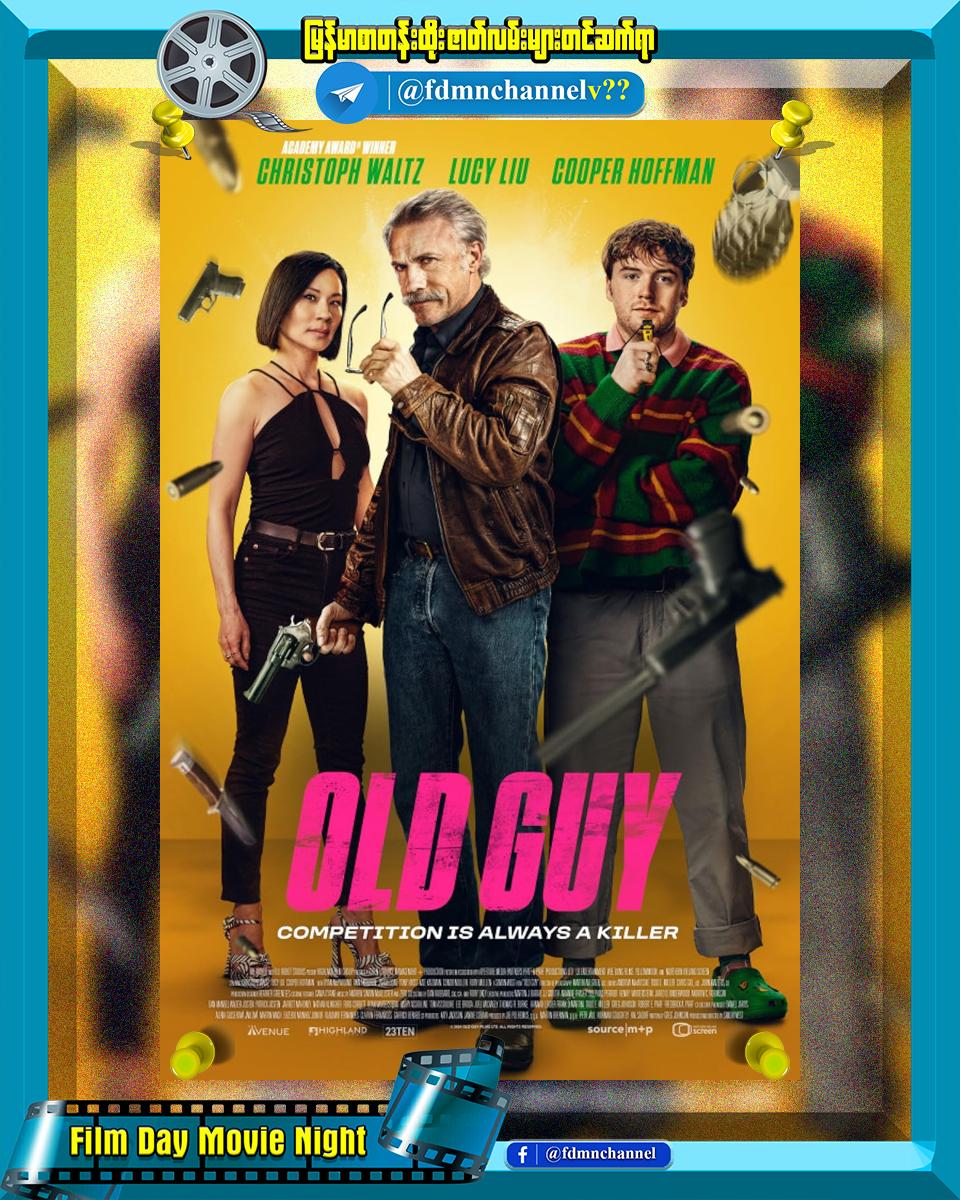 မြန်မာစာတန်းထိုးဇာတ်လမ်းများတင်ဆက်ရာ
@fdmnchannelv??
ACADEMY AWARD® WINNER
CHRISTOPH WALTZ LUCY LIU COOPER HOFFMAN
OLD GUY
COMPETITION IS ALWAYS A KILLER
AVENUE HIGHLAND 23TEN source|m+p screen
Film Day Movie Night
@fdmnchannel